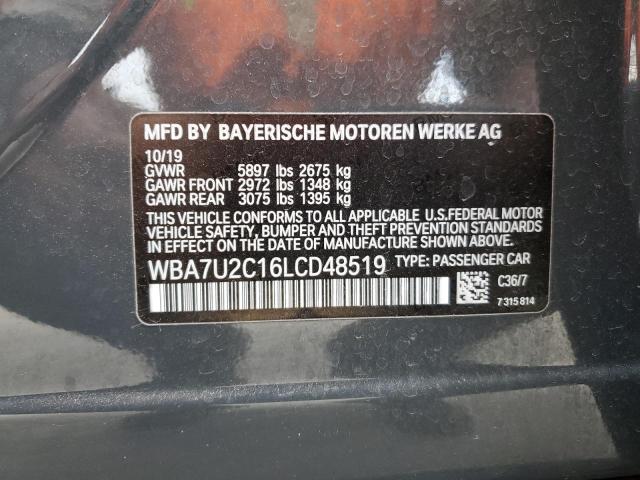 MFD BY BAYERISCHE MOTOREN WERKE AG
10/19
GVWR 5897 lbs 2675 kg
GAWR FRONT 2972 lbs 1348 kg
GAWR REAR 3075 lbs 1395 kg
THIS VEHICLE CONFORMS TO ALL APPLICABLE U.S.FEDERAL MOTOR
VEHICLE SAFETY, BUMPER, AND THEFT PREVENTION STANDARDS
IN EFFECT ON THE DATE OF MANUFACTURE SHOWN ABOVE.
WBA7U2C16LCD48519 TYPE: PASSENGER CAR
C36/7
7 315 814